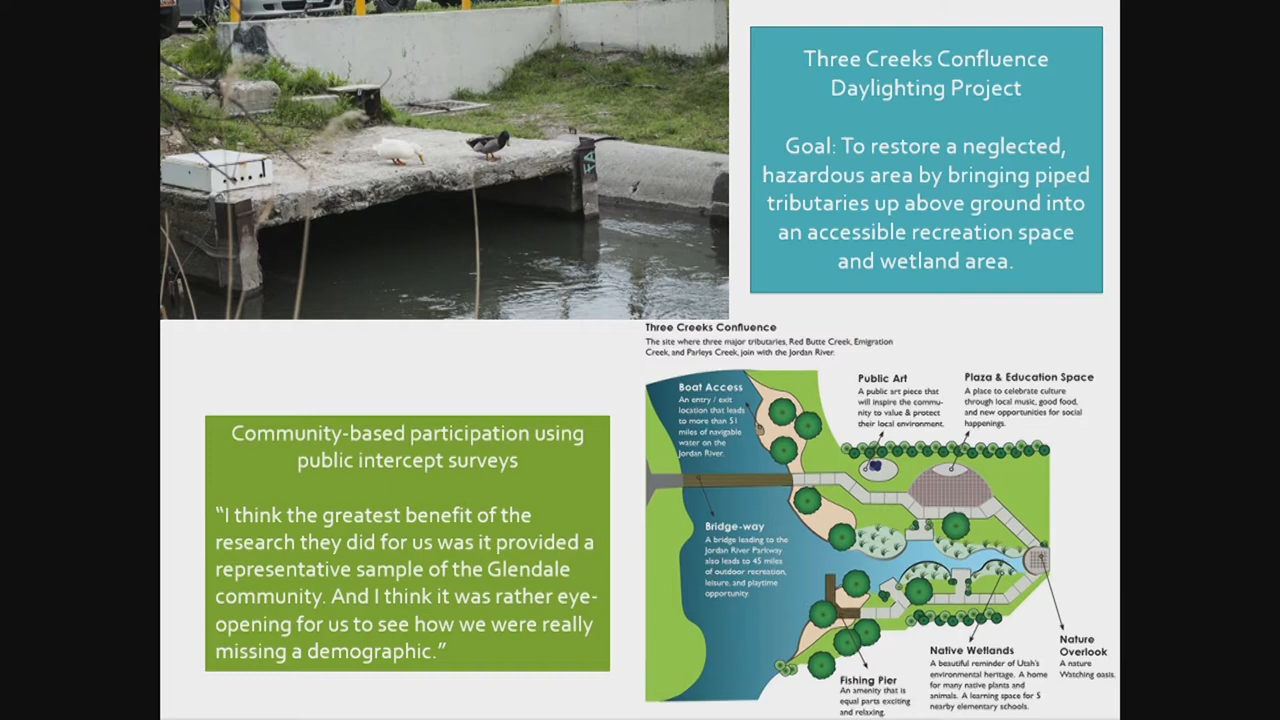 Three Creeks Confluence
Daylighting Project
Goal: To restore a neglected,
hazardous area by bringing piped
tributaries up above ground into
an accessible recreation space
and wetland area.
Community-based participation using
public intercept surveys
“I think the greatest benefit of the
research they did for us was it provided a
representative sample of the Glendale
community. And I think it was rather eye-
opening for us to see how we were really
missing a demographic.”
Three Creeks Confluence
The site where three major tributaries, Red Butte Creek, Emigration
Creek, and Parleys Creek, join with the Jordan River.
Boat Access
An entry / exit
location that leads
to more than 51
miles of navigable
water on the
Jordan River.
Public Art
A public art piece that
will inspire the commu-
nity to value & protect
their local environment.
Plaza & Education Space
A place to celebrate culture
through local music, good food,
and new opportunities for social
happenings.
Bridge-way
A bridge leading to the
Jordan River Parkway
also leads to 45 miles
of outdoor recreation,
leisure, and playtime
opportunity.
Fishing Pier
An amenity that is
equal parts exciting
and relaxing.
Native Wetlands
A beautiful reminder of Utah's
environmental heritage. A home
for many native plants and
animals. A learning space for 5
nearby elementary schools.
Nature
Overlook
A nature
Watching oasis.